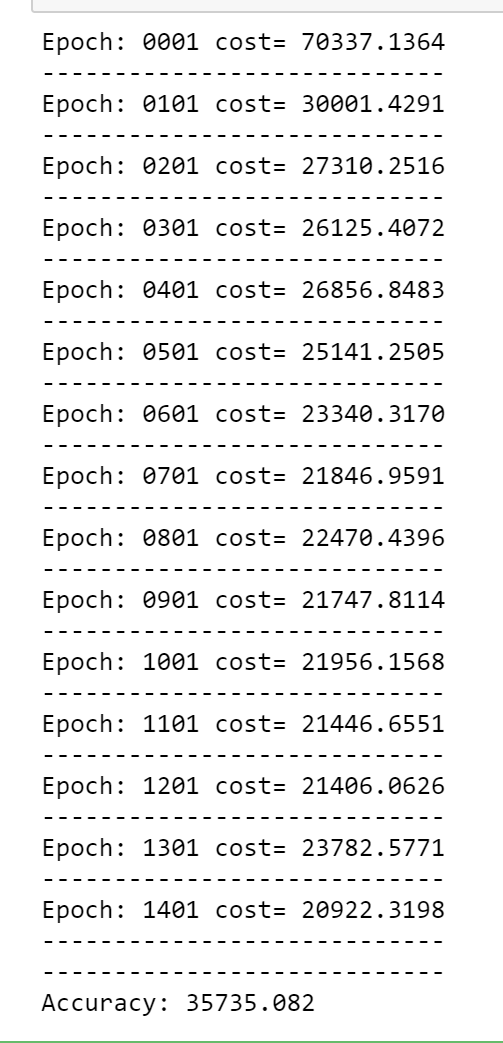 Epoch: 0001 cost= 70337.1364
----------------------------
Epoch: 0101 cost= 30001.4291
----------------------------
Epoch: 0201 cost= 27310.2516
----------------------------
Epoch: 0301 cost= 26125.4072
----------------------------
Epoch: 0401 cost= 26856.8483
----------------------------
Epoch: 0501 cost= 25141.2505
----------------------------
Epoch: 0601 cost= 23340.3170
----------------------------
Epoch: 0701 cost= 21846.9591
----------------------------
Epoch: 0801 cost= 22470.4396
----------------------------
Epoch: 0901 cost= 21747.8114
----------------------------
Epoch: 1001 cost= 21956.1568
----------------------------
Epoch: 1101 cost= 21446.6551
----------------------------
Epoch: 1201 cost= 21406.0626
----------------------------
Epoch: 1301 cost= 23782.5771
----------------------------
Epoch: 1401 cost= 20922.3198
----------------------------
----------------------------
Accuracy: 35735.082